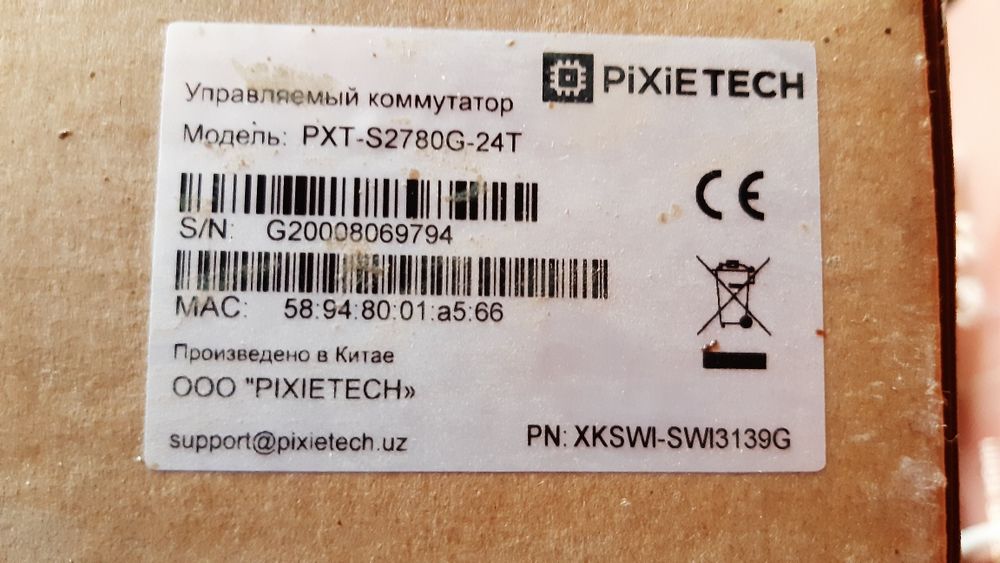 PiXiETECH
Управляемый коммутатор
Модель: PXT-S2780G-24T
S/N: G20008069794
MAC: 58:94:80:01:a5:66
Произведено в Китае
ООО "PIXIETECH»
support@pixietech.uz
PN: XKSWI-SWI3139G
CE